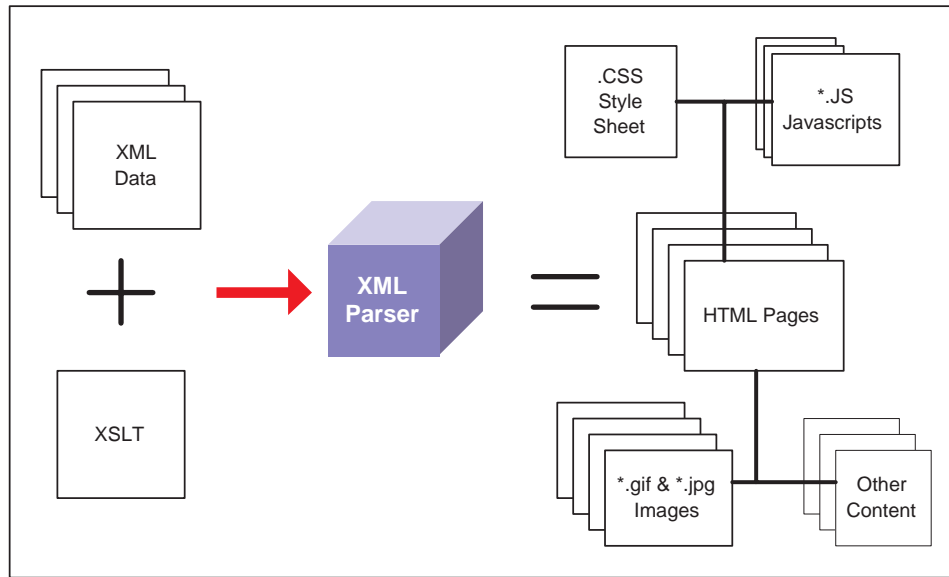 XML
Data
XSLT
XML
Parser
.CSS
Style
Sheet
*.JS
Javascripts
HTML Pages
*.gif & *.jpg
Images
Other
Content